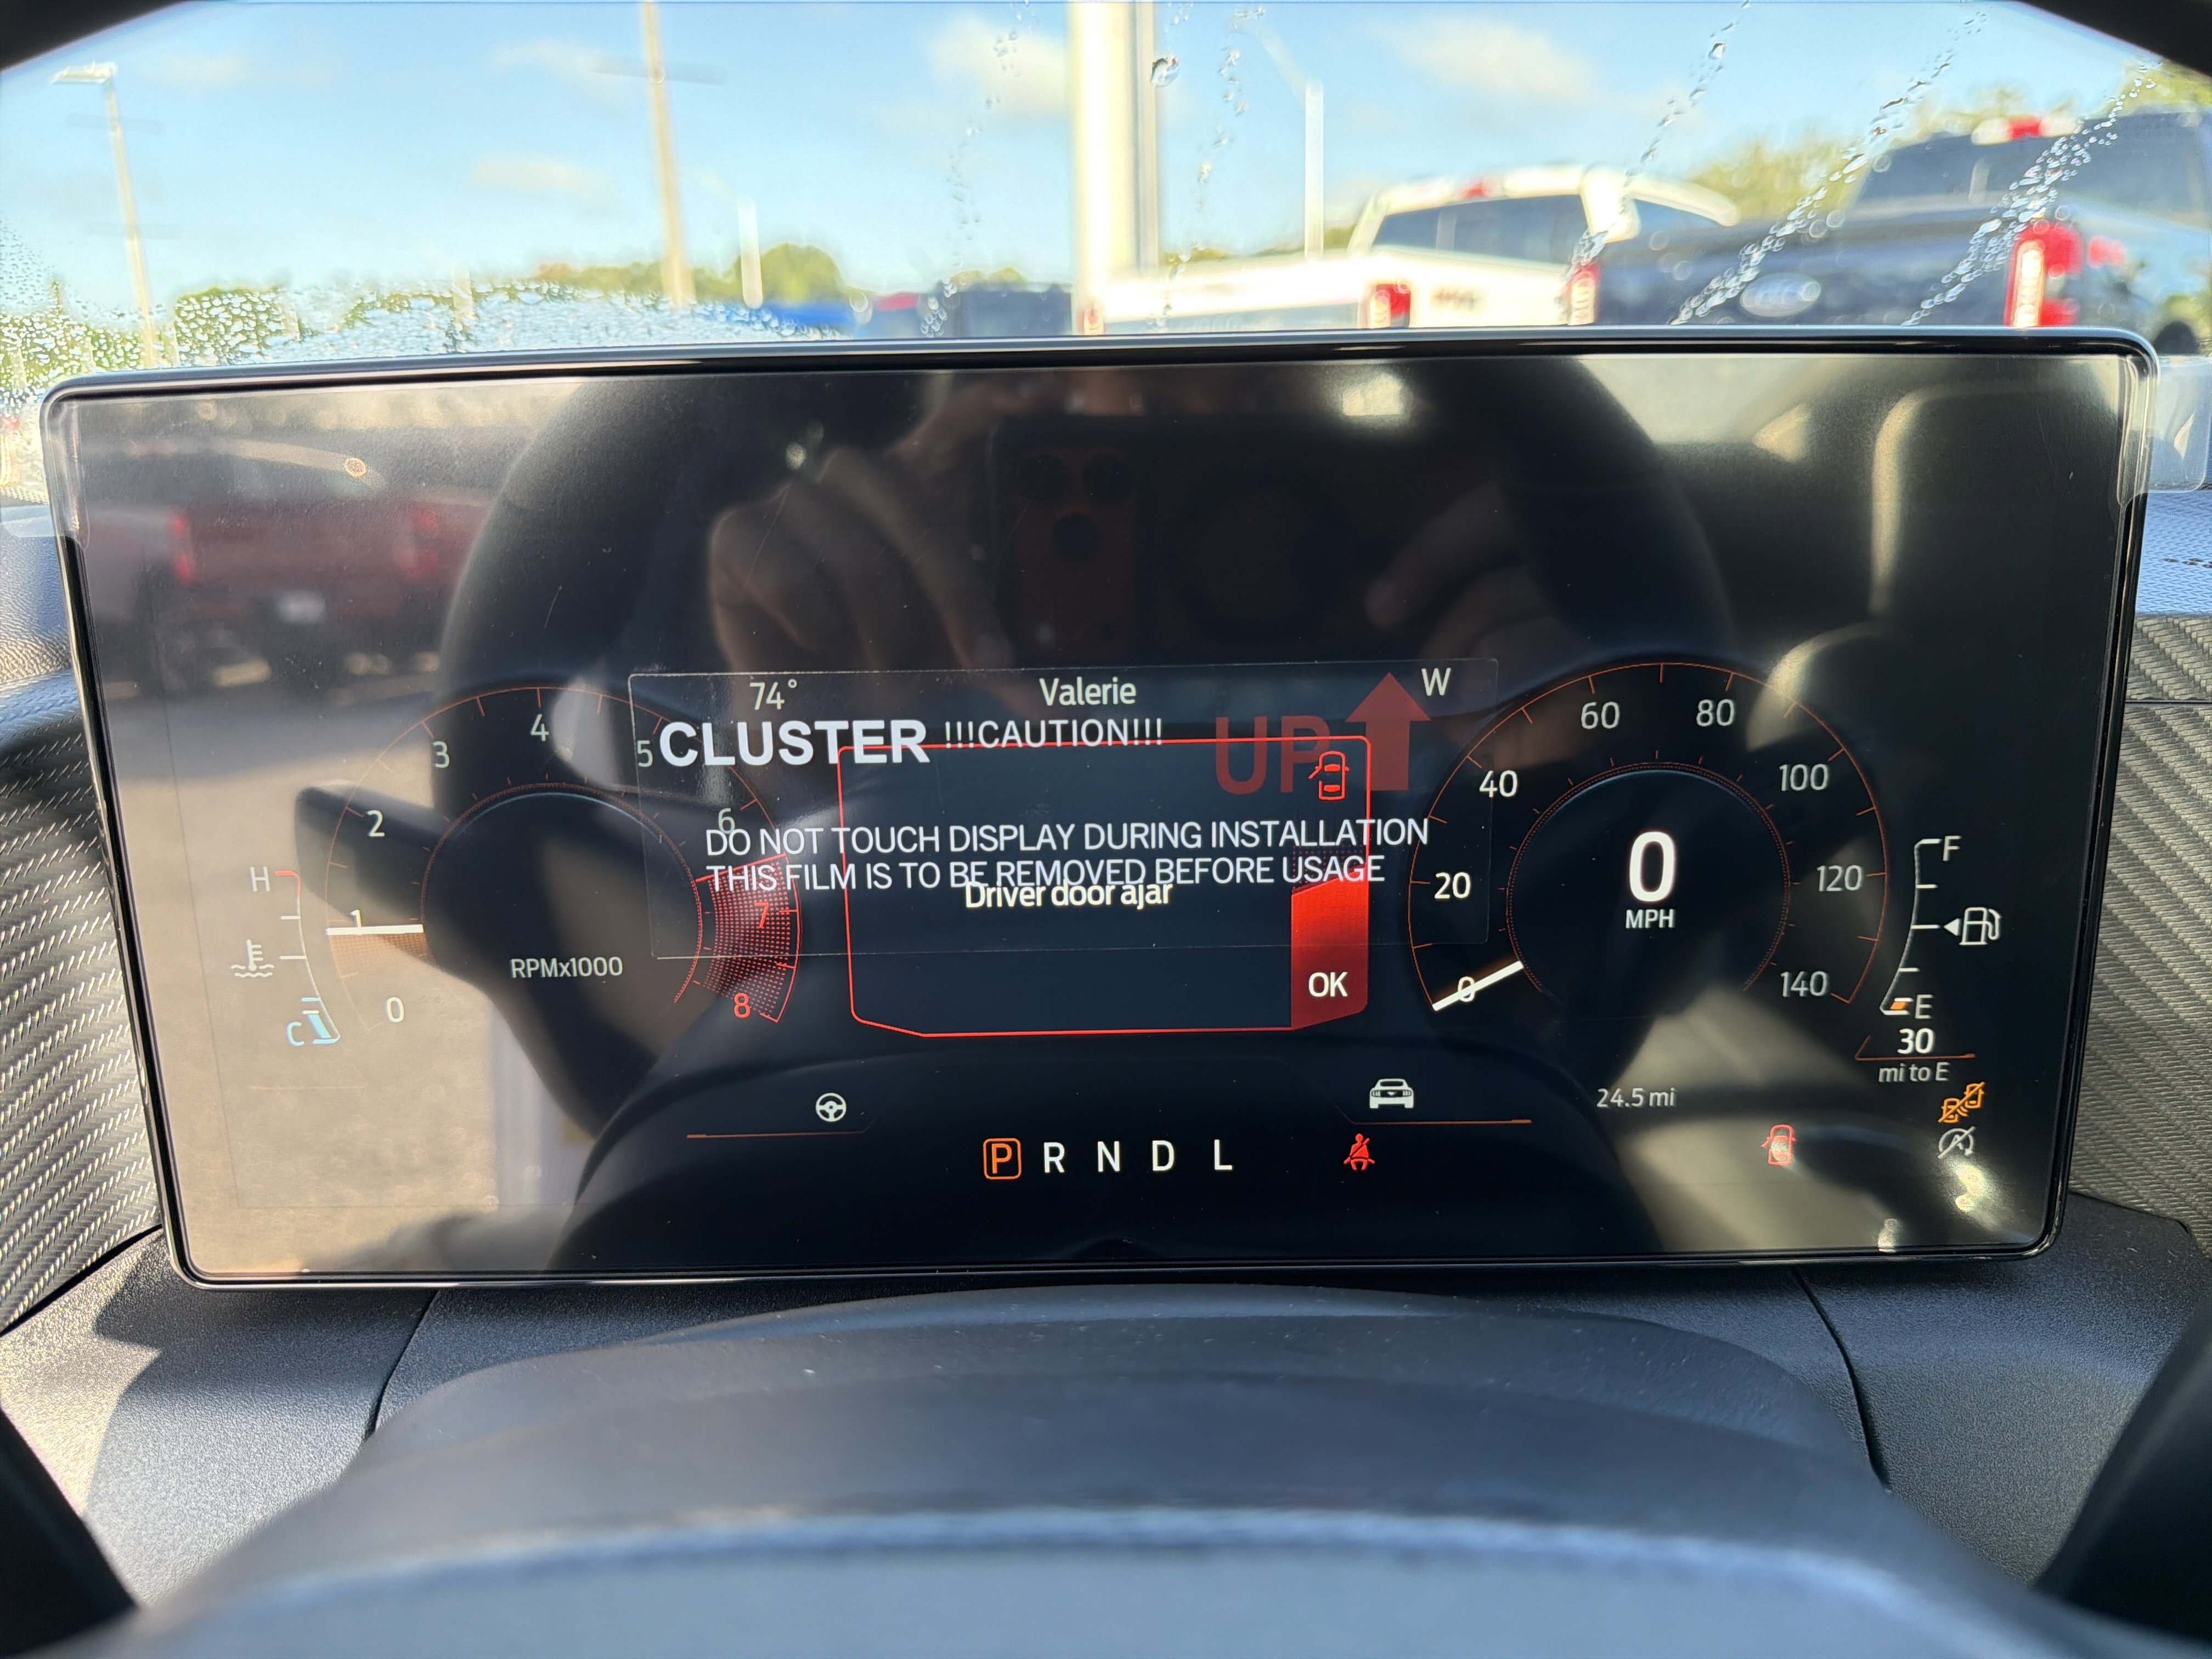 74° Valerie W
CLUSTER !!!CAUTION!!! UP
DO NOT TOUCH DISPLAY DURING INSTALLATION
THIS FILM IS TO BE REMOVED BEFORE USAGE
Driver door ajar
OK
0
1
2
3
4
5
6
7
8
RPMx1000
H
C
0
20
40
60
80
100
120
140
0
MPH
F
E
30
mi to E
24.5 mi
P R N D L